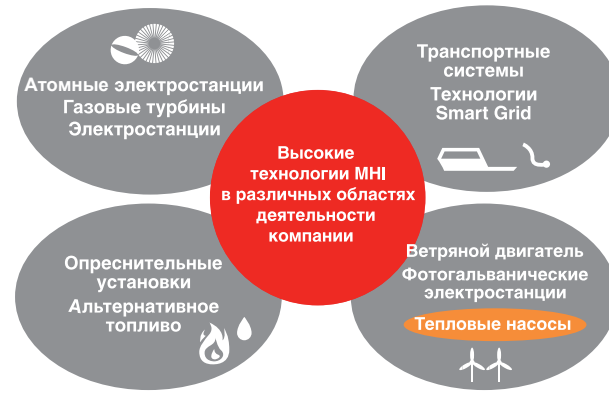 Атомные электростанции
Газовые турбины
Электростанции
Транспортные
системы
Технологии
Smart Grid
Высокие
технологии MHI
в различных областях
деятельности
компании
Опреснительные
установки
Альтернативное
топливо
Ветряной двигатель
Фотогальванические
электростанции
Тепловые насосы